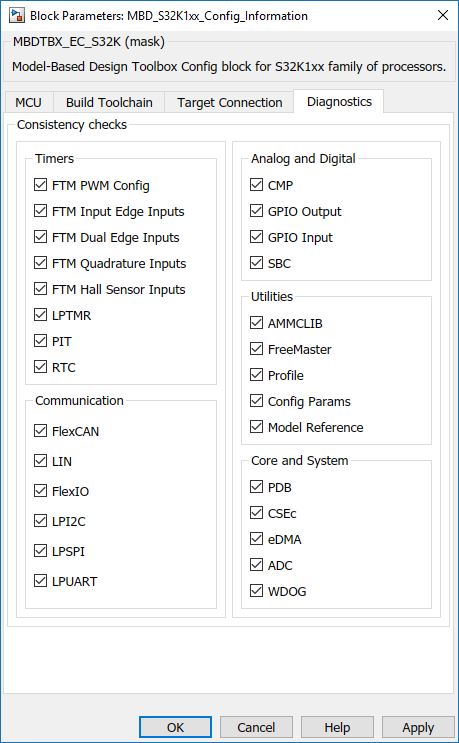 Block Parameters: MBD_S32K1xx_Config_Information
MBDTBX_EC_S32K (mask)
Model-Based Design Toolbox Config block for S32K1xx family of processors.
MCU Build Toolchain Target Connection Diagnostics
Consistency checks
Timers
FTM PWM Config
FTM Input Edge Inputs
FTM Dual Edge Inputs
FTM Quadrature Inputs
FTM Hall Sensor Inputs
LPTMR
PIT
RTC
Communication
FlexCAN
LIN
FlexIO
LPI2C
LPSPI
LPUART
Analog and Digital
CMP
GPIO Output
GPIO Input
SBC
Utilities
AMMCLIB
FreeMaster
Profile
Config Params
Model Reference
Core and System
PDB
CSEc
eDMA
ADC
WDOG
OK Cancel Help Apply